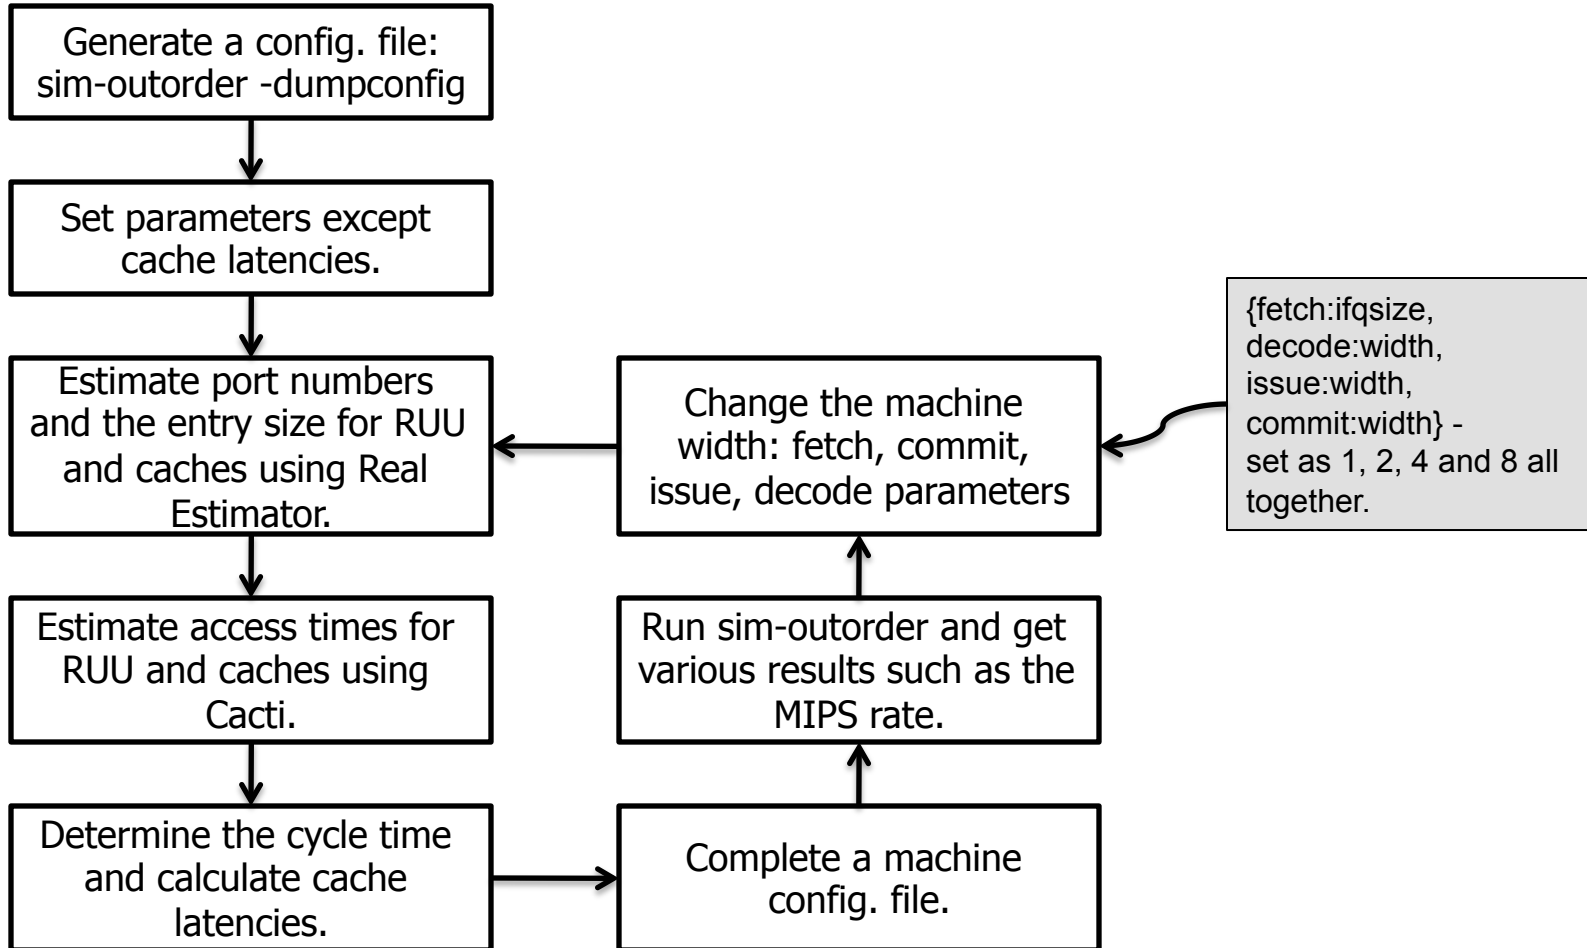 Generate a config. file:
sim-outorder -dumpconfig
Set parameters except
cache latencies.
Estimate port numbers
and the entry size for RUU
and caches using Real
Estimator.
Estimate access times for
RUU and caches using
Cacti.
Determine the cycle time
and calculate cache
latencies.
Complete a machine
config. file.
Run sim-outorder and get
various results such as the
MIPS rate.
Change the machine
width: fetch, commit,
issue, decode parameters
{fetch:ifqsize,
decode:width,
issue:width,
commit:width} -
set as 1, 2, 4 and 8 all
together.